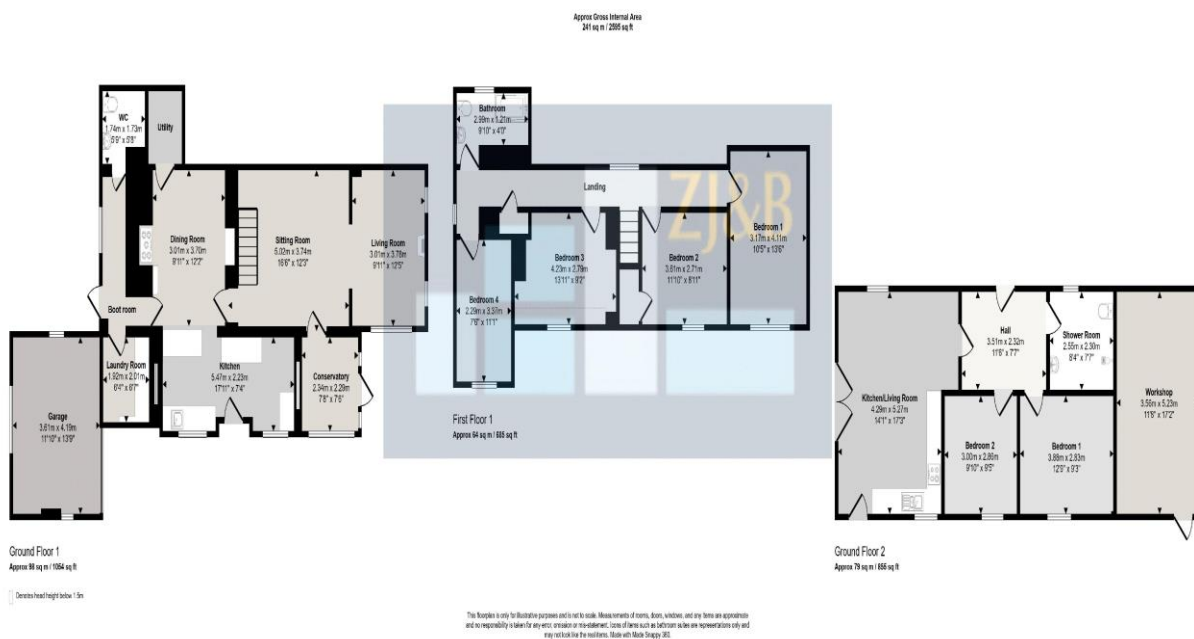 Approx Gross Internal Area
241 sq m / 2595 sq ft
WC
1.74m x 1.73m
5'9" x 5'8"
Utility
Dining Room
3.01m x 3.70m
9'11" x 12'2"
Sitting Room
5.02m x 3.74m
16'6" x 12'3"
Living Room
3.01m x 3.78m
9'11" x 12'5"
Boot room
Laundry Room
1.92m x 2.01m
6'4" x 6'7"
Kitchen
5.47m x 2.23m
17'11" x 7'4"
Conservatory
2.34m x 2.29m
7'8" x 7'6"
Garage
3.61m x 4.19m
11'10" x 13'9"
Ground Floor 1
Approx 98 sq m / 1054 sq ft
Denotes head height below 1.5m
Bathroom
2.99m x 1.21m
9'10" x 4'0"
Landing
ZJ&B
Bedroom 1
3.17m x 4.11m
10'5" x 13'6"
Bedroom 3
4.23m x 2.79m
13'11" x 9'2"
Bedroom 2
3.61m x 2.71m
11'10" x 8'11"
Bedroom 4
2.29m x 3.37m
7'6" x 11'1"
First Floor 1
Approx 64 sq m / 685 sq ft
Hall
3.51m x 2.32m
11'6" x 7'7"
Shower Room
2.55m x 2.30m
8'4" x 7'7"
Kitchen/Living Room
4.29m x 5.27m
14'1" x 17'3"
Workshop
3.56m x 5.23m
11'8" x 17'2"
Bedroom 2
3.00m x 2.86m
9'10" x 9'5"
Bedroom 1
3.88m x 2.83m
12'9" x 9'3"
Ground Floor 2
Approx 79 sq m / 855 sq ft
This floorplan is only for illustrative purposes and is not to scale. Measurements of rooms, doors, windows, and any items are approximate
and no responsibility is taken for any error, omission or mis-statement. Icons of items such as bathroom suites are representations only and
may not look like the real items. Made with Made Snappy 360.